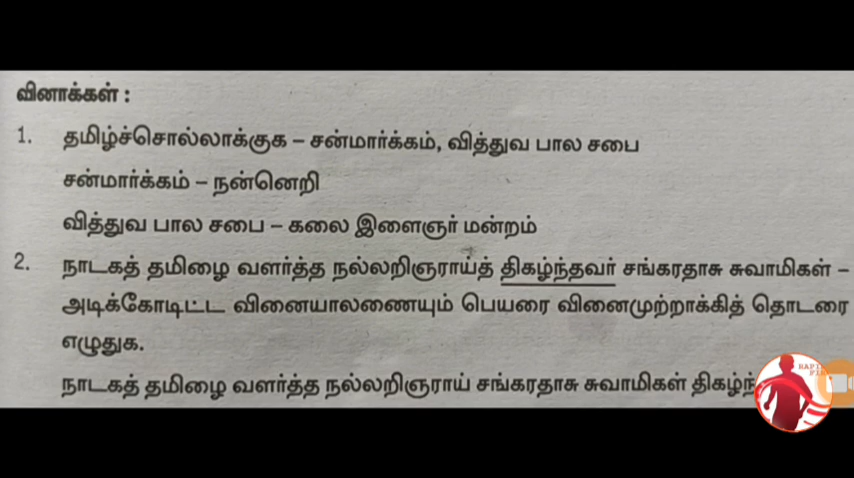 வினாக்கள் :
1. தமிழ்ச்சொல்லாக்குக – சன்மார்க்கம், வித்துவ பால சபை
சன்மார்க்கம் – நன்னெறி
வித்துவ பால சபை – கலை இளைஞர் மன்றம்
2. நாடகத் தமிழை வளர்த்த நல்லறிஞராய்த் திகழ்ந்தவர் சங்கரதாசு சுவாமிகள் –
அடிக்கோடிட்ட வினையாலணையும் பெயரை வினைமுற்றாக்கித் தொடரை
எழுதுக.
நாடகத் தமிழை வளர்த்த நல்லறிஞராய் சங்கரதாசு சுவாமிகள்